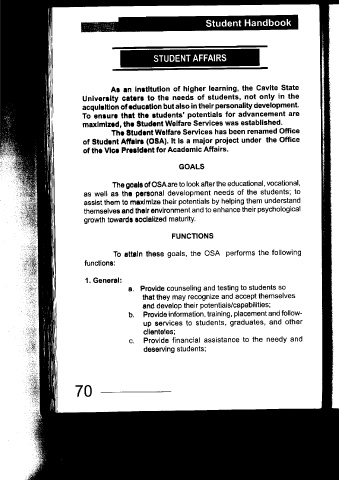 Student Handbook
STUDENT AFFAIRS
As an institution of higher learning, the Cavite State
University caters to the needs of students, not only in the
acquisition of education but also in their personality development.
To ensure that the students' potentials for advancement are
maximized, the Student Welfare Services was established.
The Student Welfare Services has been renamed Office
of Student Affairs (OSA). It is a major project under the Office
of the Vice President for Academic Affairs.
GOALS
The goals of OSA are to look after the educational, vocational,
as well as the personal development needs of the students; to
assist them to maximize their potentials by helping them understand
themselves and their environment and to enhance their psychological
growth towards socialized maturity.
FUNCTIONS
To attain these goals, the OSA performs the following
functions:
1. General:
a. Provide counseling and testing to students so
that they may recognize and accept themselves
and develop their potentials/capabilities;
b. Provide information, training, placement and follow-
up services to students, graduates, and other
clienteles;
c. Provide financial assistance to the needy and
deserving students;
70